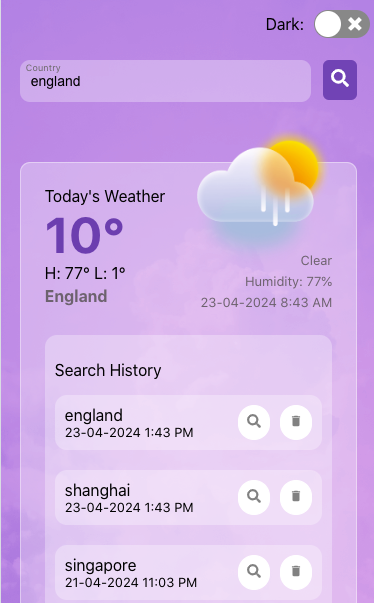 Dark:
Country
england
Today's Weather
10°
H: 77° L: 1°
England
Clear
Humidity: 77%
23-04-2024 8:43 AM
Search History
england
23-04-2024 1:43 PM
shanghai
23-04-2024 1:43 PM
singapore
21-04-2024 11:03 PM